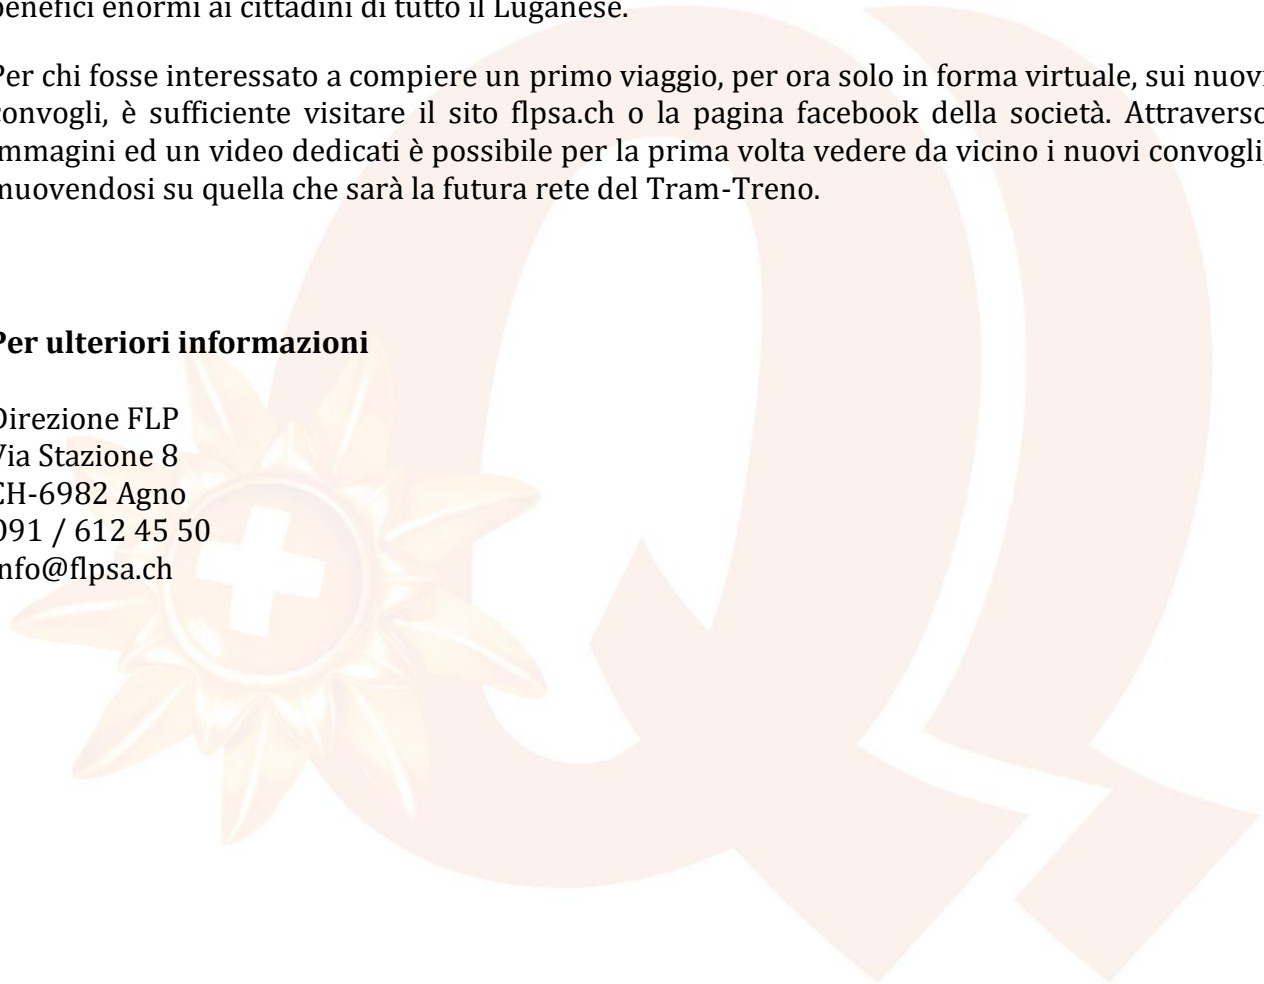 benefici enormi ai cittadini di tutto il Luganese.
Per chi fosse interessato a compiere un primo viaggio, per ora solo in forma virtuale, sui nuovi
convogli, è sufficiente visitare il sito flpsa.ch o la pagina facebook della società. Attraverso
immagini ed un video dedicati è possibile per la prima volta vedere da vicino i nuovi convogli,
muovendosi su quella che sarà la futura rete del Tram-Treno.
Per ulteriori informazioni
Direzione FLP
Via Stazione 8
CH-6982 Agno
091 / 612 45 50
info@flpsa.ch